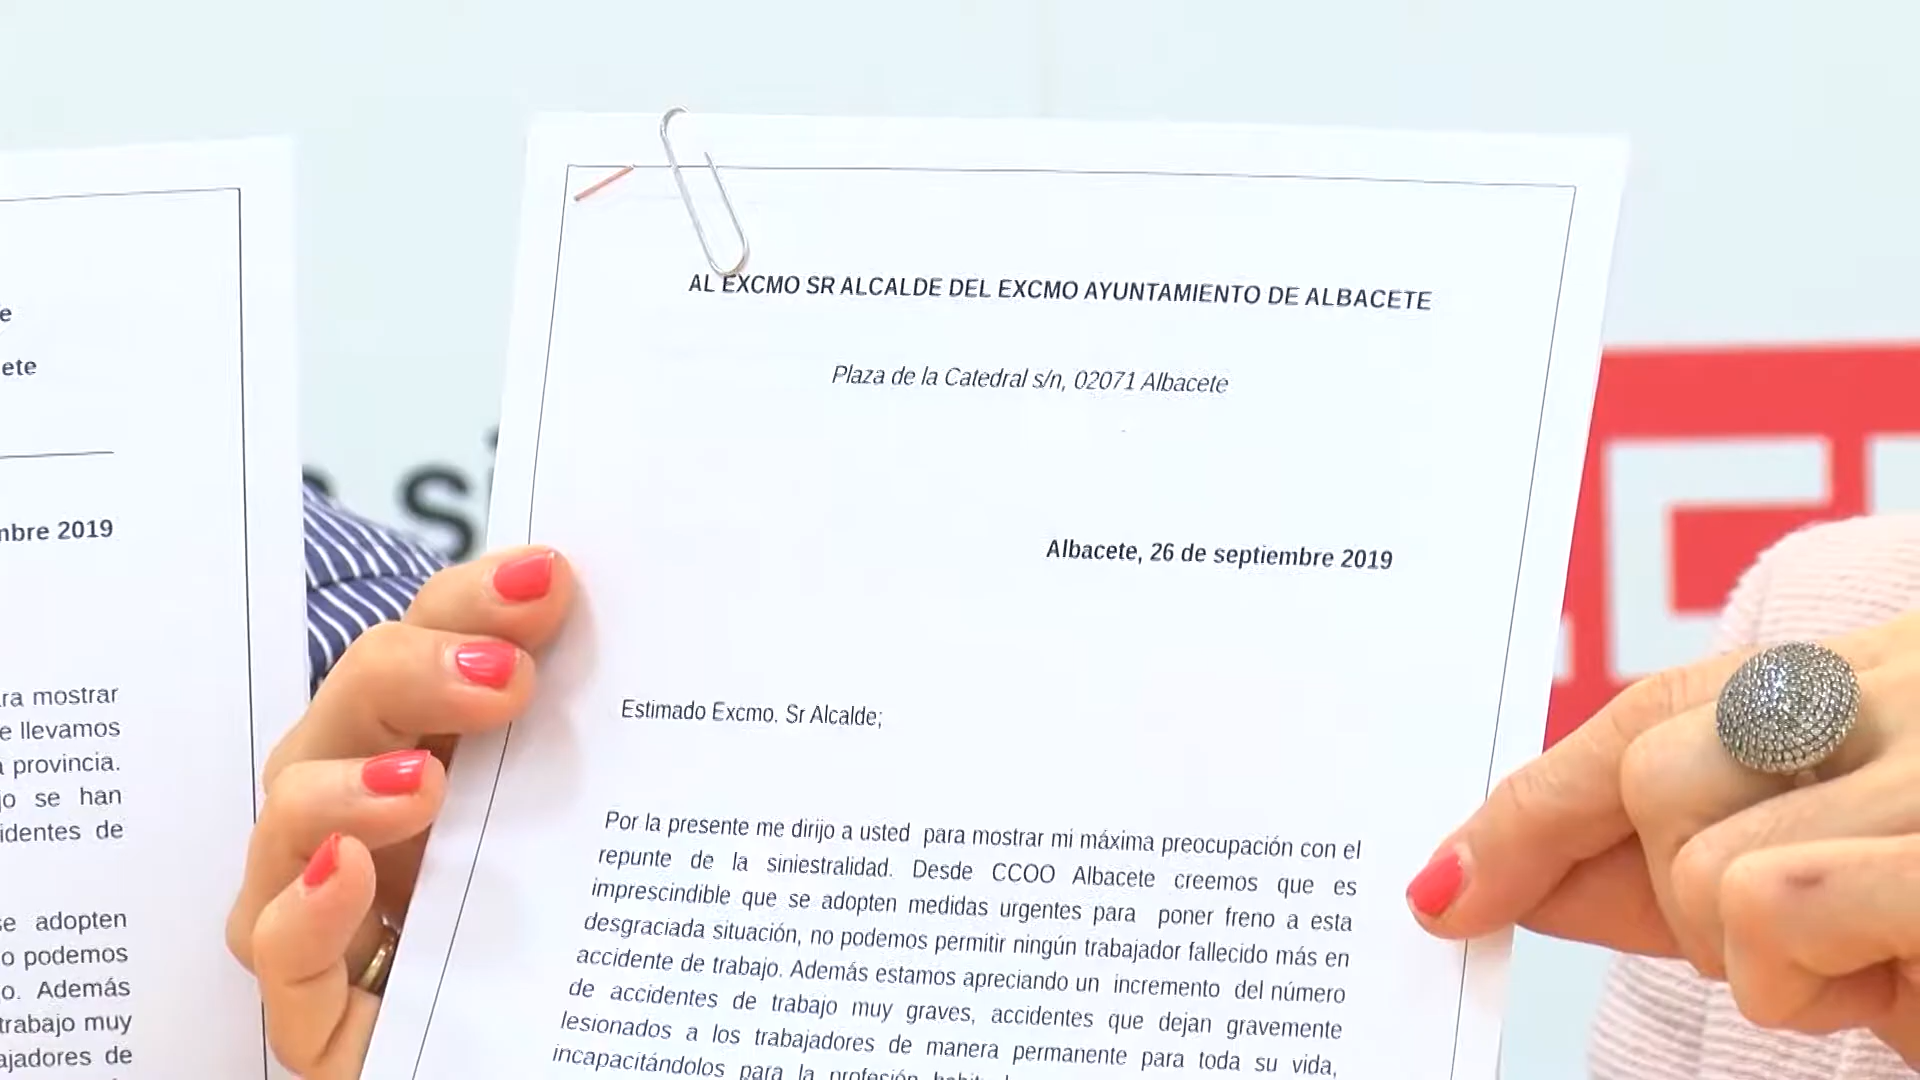 e
ete
mbre 2019
ra mostrar
e llevamos
provincia.
jo se han
identes de
se adopten
o podemos
o. Además
trabajo muy
ajadores de
si
AL EXCMO SR ALCALDE DEL EXCMO AYUNTAMIENTO DE ALBACETE
Plaza de la Catedral s/n, 02071 Albacete
Albacete, 26 de septiembre 2019
Estimado Excmo. Sr Alcalde;
Por la presente me dirijo a usted para mostrar mi máxima preocupación con el
repunte de la siniestralidad. Desde CCOO Albacete creemos que es
imprescindible que se adopten medidas urgentes para poner freno a esta
desgraciada situación, no podemos permitir ningún trabajador fallecido más en
accidente de trabajo. Además estamos apreciando un incremento del número
de accidentes de trabajo muy graves, accidentes que dejan gravemente
lesionados a los trabajadores de manera permanente para toda su vida,
incapacitándolos para la profesión